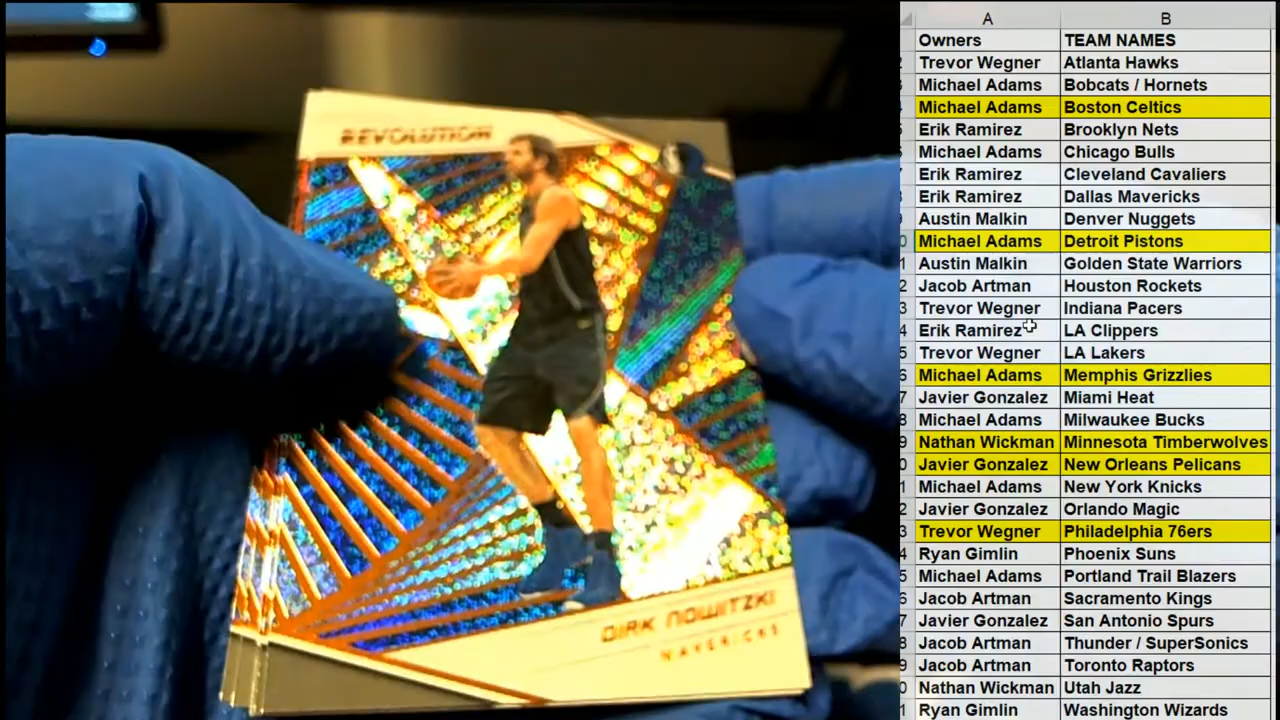 REVOLUTION
DIRK NOWITZKI
MAVERICKS
A B
Owners TEAM NAMES
Trevor Wegner Atlanta Hawks
Michael Adams Bobcats / Hornets
Michael Adams Boston Celtics
Erik Ramirez Brooklyn Nets
Michael Adams Chicago Bulls
Erik Ramirez Cleveland Cavaliers
Erik Ramirez Dallas Mavericks
Austin Malkin Denver Nuggets
Michael Adams Detroit Pistons
Austin Malkin Golden State Warriors
Jacob Artman Houston Rockets
Trevor Wegner Indiana Pacers
Erik Ramirez LA Clippers
Trevor Wegner LA Lakers
Michael Adams Memphis Grizzlies
Javier Gonzalez Miami Heat
Michael Adams Milwaukee Bucks
Nathan Wickman Minnesota Timberwolves
Javier Gonzalez New Orleans Pelicans
Michael Adams New York Knicks
Javier Gonzalez Orlando Magic
Trevor Wegner Philadelphia 76ers
Ryan Gimlin Phoenix Suns
Michael Adams Portland Trail Blazers
Jacob Artman Sacramento Kings
Javier Gonzalez San Antonio Spurs
Jacob Artman Thunder / SuperSonics
Jacob Artman Toronto Raptors
Nathan Wickman Utah Jazz
Ryan Gimlin Washington Wizards